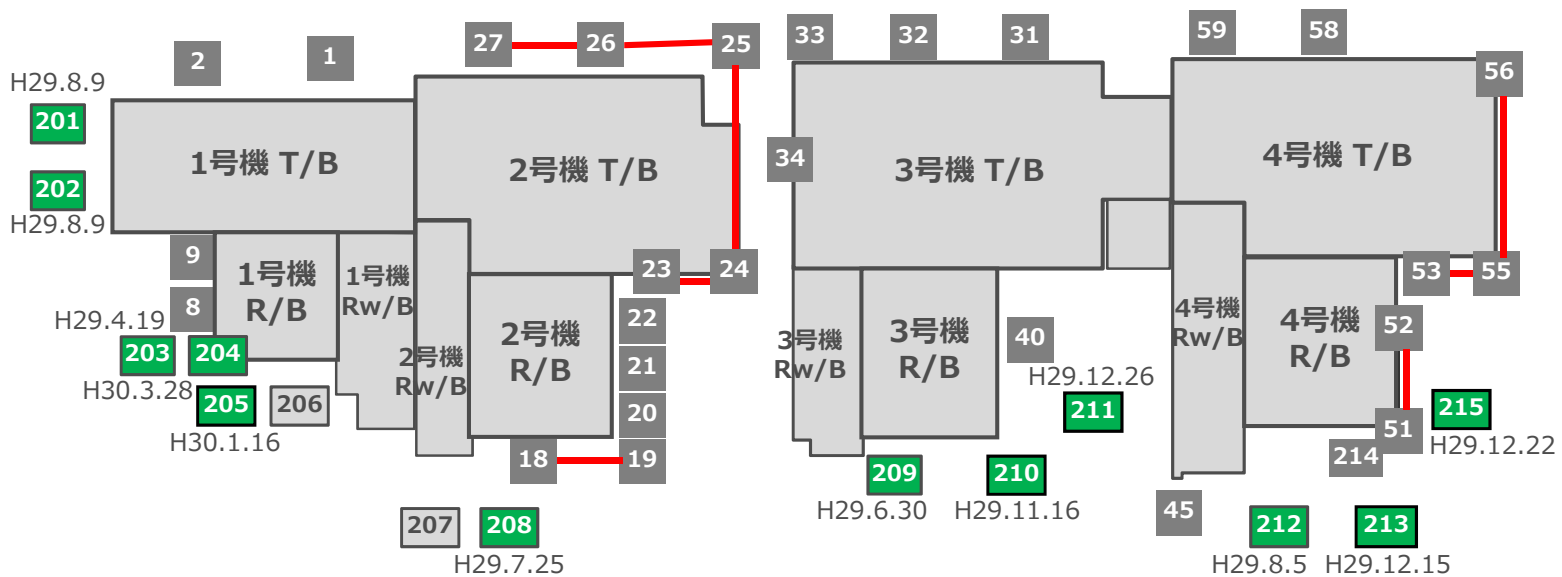 27
26
25
33
32
31
59
58
2
1
56
H29.8.9
201
202
H29.8.9
1号機 T/B
2号機 T/B
34
3号機 T/B
4号機 T/B
9
8
1号機
R/B
1号機
Rw/B
23
24
53
55
22
21
20
2号機
Rw/B
2号機
R/B
18
19
H29.4.19
203
204
H30.3.28
205
206
H30.1.16
207
208
H29.7.25
3号機
Rw/B
3号機
R/B
40
H29.12.26
211
209
H29.6.30
210
H29.11.16
4号機
Rw/B
4号機
R/B
52
51
214
215
H29.12.22
45
212
H29.8.5
213
H29.12.15